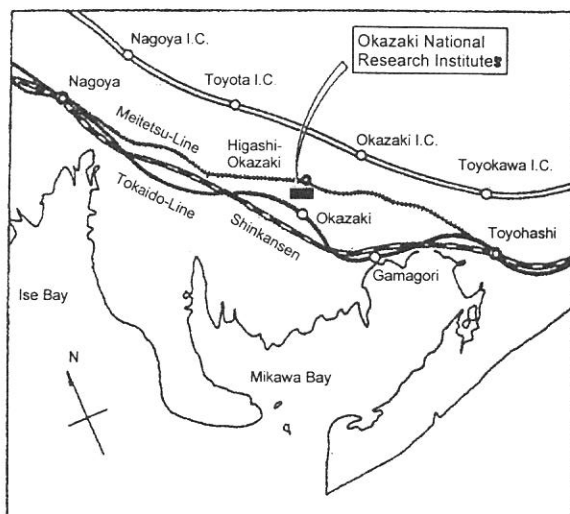 Nagoya I.C.
Okazaki National
Research Institutes
Toyota I.C.
Nagoya
Meitetsu-Line
Higashi-
Okazaki
Okazaki I.C.
Toyokawa I.C.
Tokaido-Line
Shinkansen
Okazaki
Toyohashi
Gamagori
Ise Bay
N
Mikawa Bay